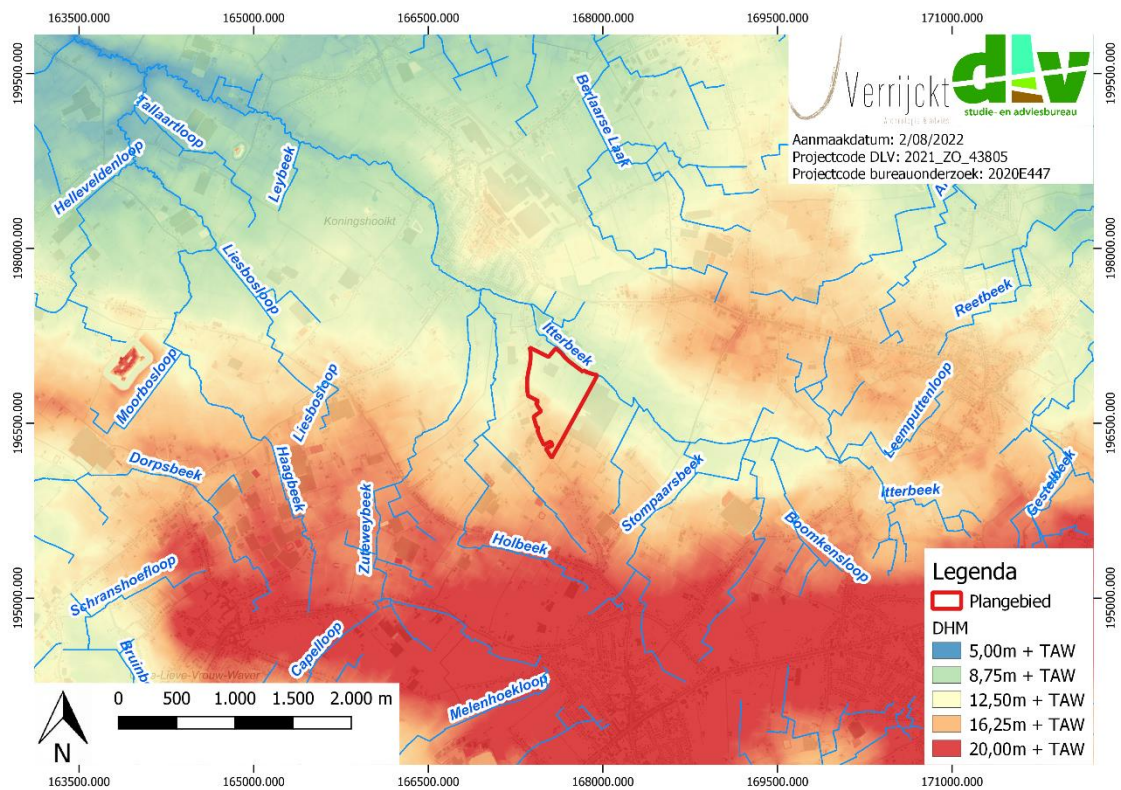 163500.000 165000.000 166500.000 168000.000 169500.000 171000.000
199500.000
198000.000
196500.000
195000.000
199500.000
198000.000
196500.000
195000.000
Verrijckt
dlv
studie- en adviesbureau
Aanmaakdatum: 2/08/2022
Projectcode DLV: 2021_ZO_43805
Projectcode bureauonderzoek: 2020E447
Tallaartloop
Berlaarse Laak
Helleveldenloop
Leybeek
Koningshooikt
Liesbosloop
Reetbeek
Itterbeek
Moorbosloop
Liesbosloop
Leemputtenloop
Dorpsbeek
Haagbeek
Stompaarsbeek
Itterbeek
Gestelbeek
Zuteweybeek
Holbeek
Boomkensloop
Schranshoefloop
Capelloop
Melenhoekloop
Legenda
Plangebied
DHM
5,00m + TAW
8,75m + TAW
12,50m + TAW
16,25m + TAW
20,00m + TAW
0 500 1.000 1.500 2.000 m
N
163500.000 165000.000 166500.000 168000.000 169500.000 171000.000